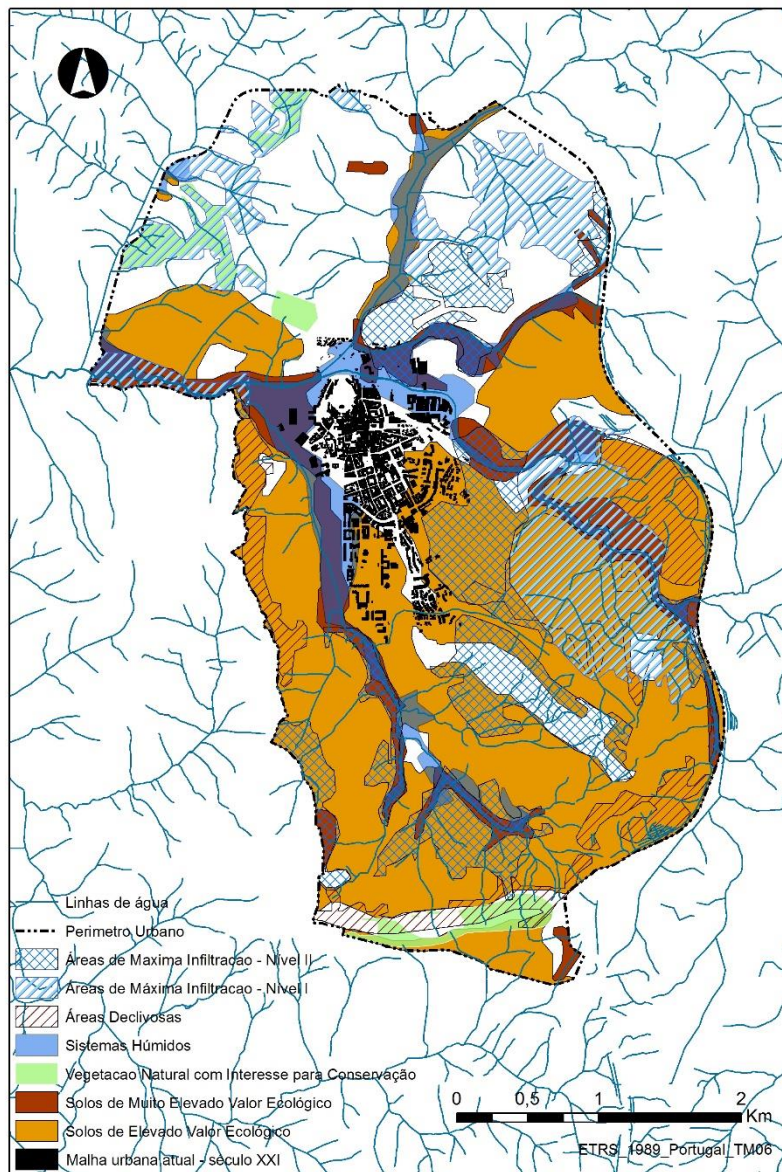 Linhas de água
Perimetro Urbano
Áreas de Maxima Infiltracao - Nível II
Áreas de Máxima Infiltracao - Nível I
Áreas Declivosas
Sistemas Húmidos
Vegetacao Natural com Interesse para Conservação
Solos de Muito Elevado Valor Ecológico
Solos de Elevado Valor Ecológico
Malha urbana atual - século XXI
0 0,5 1 2
Km
ETRS_1989_Portugal_TM06